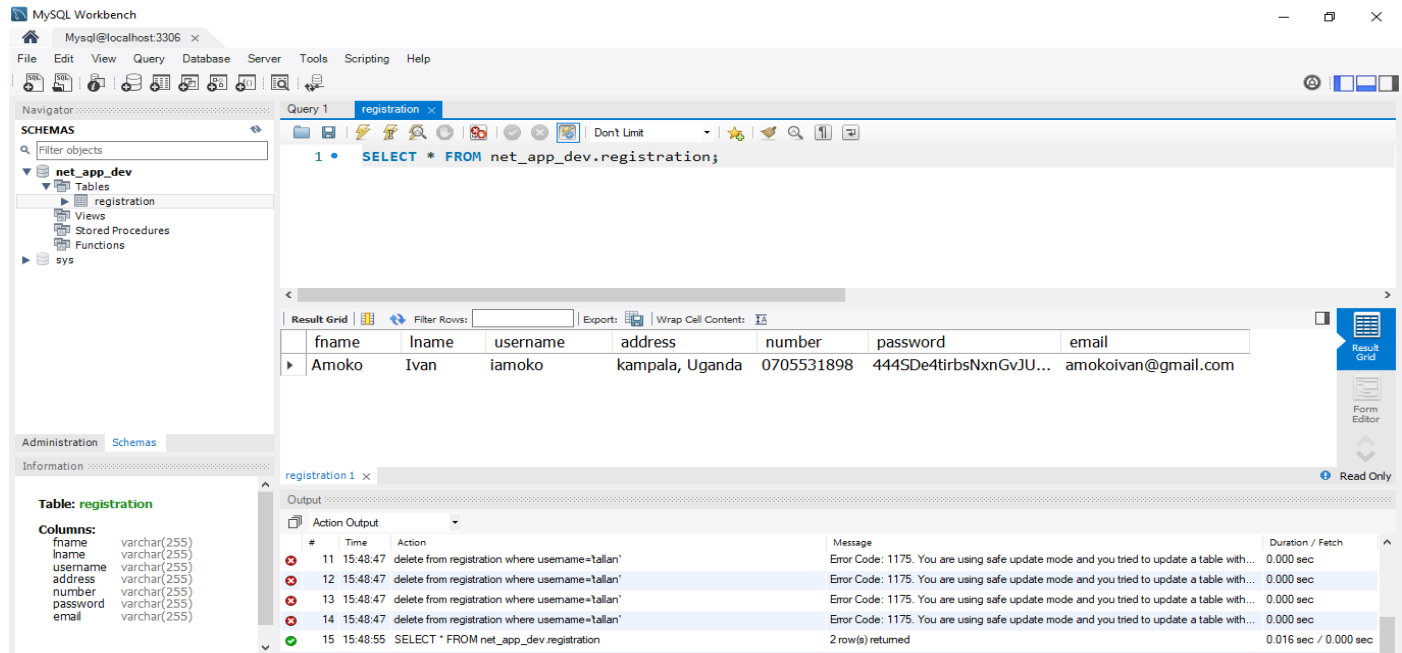 MySQL Workbench
Mysql@localhost:3306
File Edit View Query Database Server Tools Scripting Help
Navigator
SCHEMAS
Filter objects
net_app_dev
Tables
registration
Views
Stored Procedures
Functions
sys
Administration Schemas
Information
Table: registration
Columns:
fname varchar(255)
lname varchar(255)
username varchar(255)
address varchar(255)
number varchar(255)
password varchar(255)
email varchar(255)
Query 1 registration
Don't Limit
1 SELECT * FROM net_app_dev.registration;
Result Grid Filter Rows: Export: Wrap Cell Content:
fname lname username address number password email
Amoko Ivan iamoko kampala, Uganda 0705531898 444SDe4tirbsNxnGvJU... amokoivan@gmail.com
Result
Grid
Form
Editor
registration 1 Read Only
Output
Action Output
# Time Action Message Duration / Fetch
11 15:48:47 delete from registration where username='tallan' Error Code: 1175. You are using safe update mode and you tried to update a table with... 0.000 sec
12 15:48:47 delete from registration where username='tallan' Error Code: 1175. You are using safe update mode and you tried to update a table with... 0.000 sec
13 15:48:47 delete from registration where username='tallan' Error Code: 1175. You are using safe update mode and you tried to update a table with... 0.000 sec
14 15:48:47 delete from registration where username='tallan' Error Code: 1175. You are using safe update mode and you tried to update a table with... 0.000 sec
15 15:48:55 SELECT * FROM net_app_dev.registration 2 row(s) returned 0.016 sec / 0.000 sec